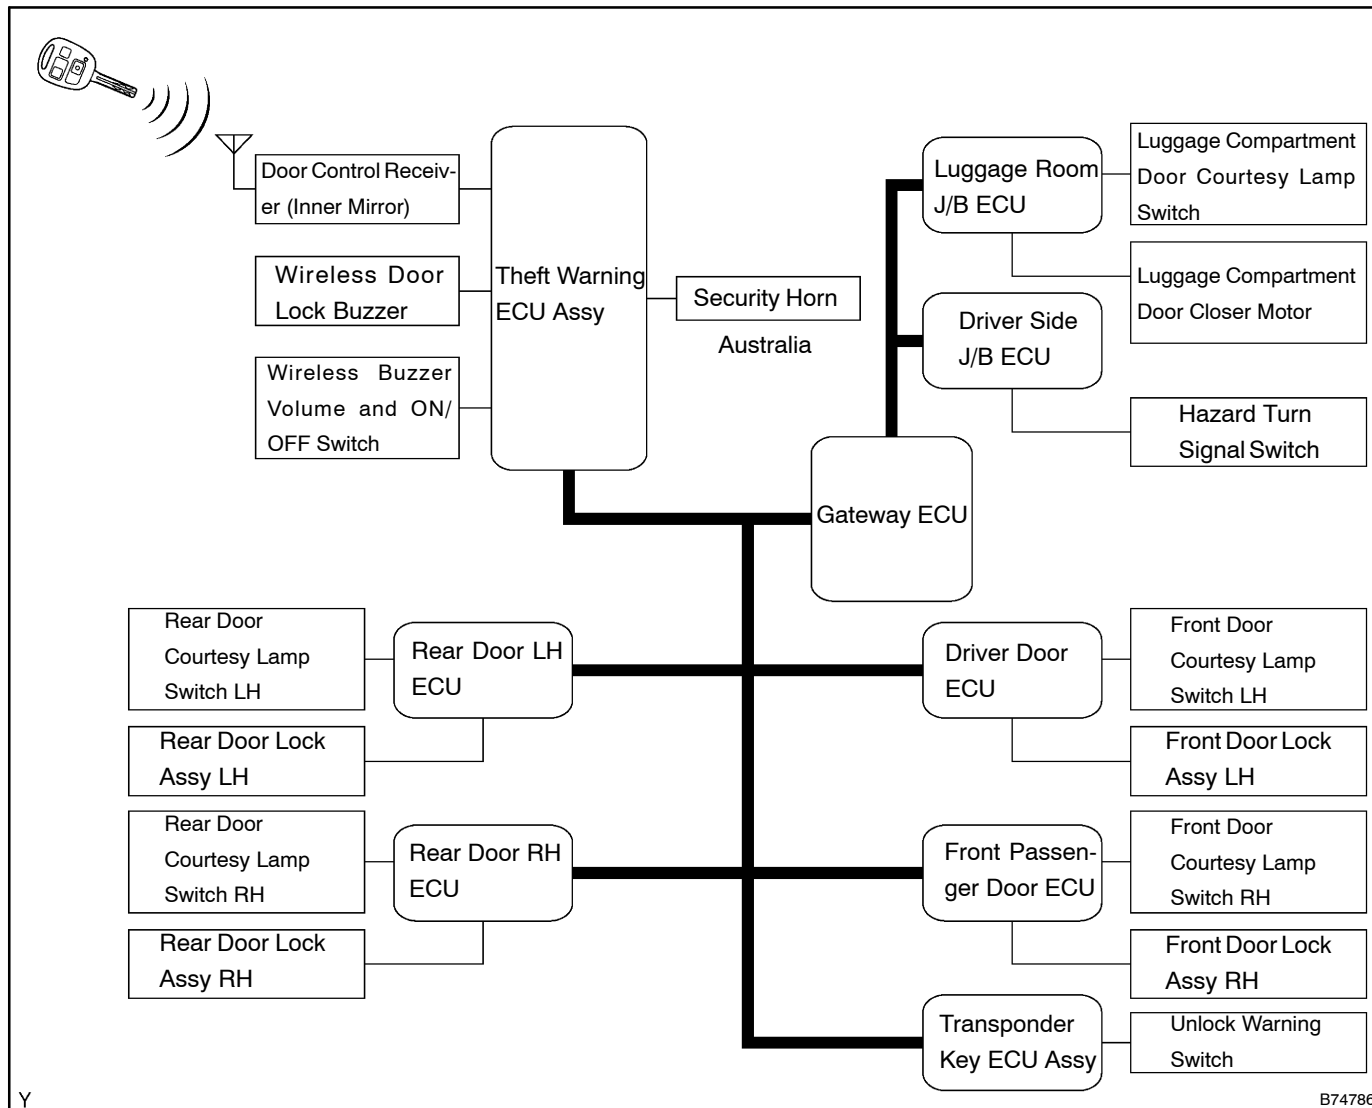 Door Control Receiv-
er (Inner Mirror)
Wireless Door
Lock Buzzer
Wireless Buzzer
Volume and ON/
OFF Switch
Theft Warning
ECU Assy
Security Horn
Australia
Luggage Room
J/B ECU
Luggage Compartment
Door Courtesy Lamp
Switch
Luggage Compartment
Door Closer Motor
Driver Side
J/B ECU
Hazard Turn
Signal Switch
Gateway ECU
Rear Door
Courtesy Lamp
Switch LH
Rear Door LH
ECU
Rear Door Lock
Assy LH
Driver Door
ECU
Front Door
Courtesy Lamp
Switch LH
Front Door Lock
Assy LH
Rear Door
Courtesy Lamp
Switch RH
Rear Door RH
ECU
Rear Door Lock
Assy RH
Front Passen-
ger Door ECU
Front Door
Courtesy Lamp
Switch RH
Front Door Lock
Assy RH
Transponder
Key ECU Assy
Unlock Warning
Switch
Y